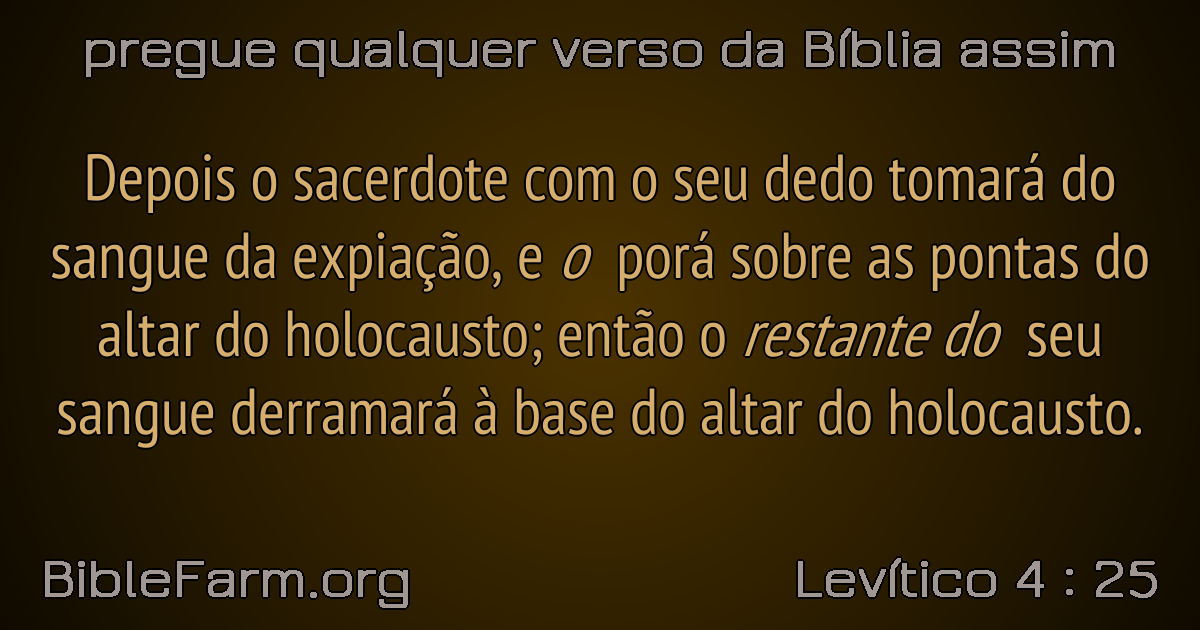 pregue qualquer verso da Bíblia assim
Depois o sacerdote com o seu dedo tomará do
sangue da expiação, e o porá sobre as pontas do
altar do holocausto; então o restante do seu
sangue derramará à base do altar do holocausto.
BibleFarm.org
Levítico 4 : 25